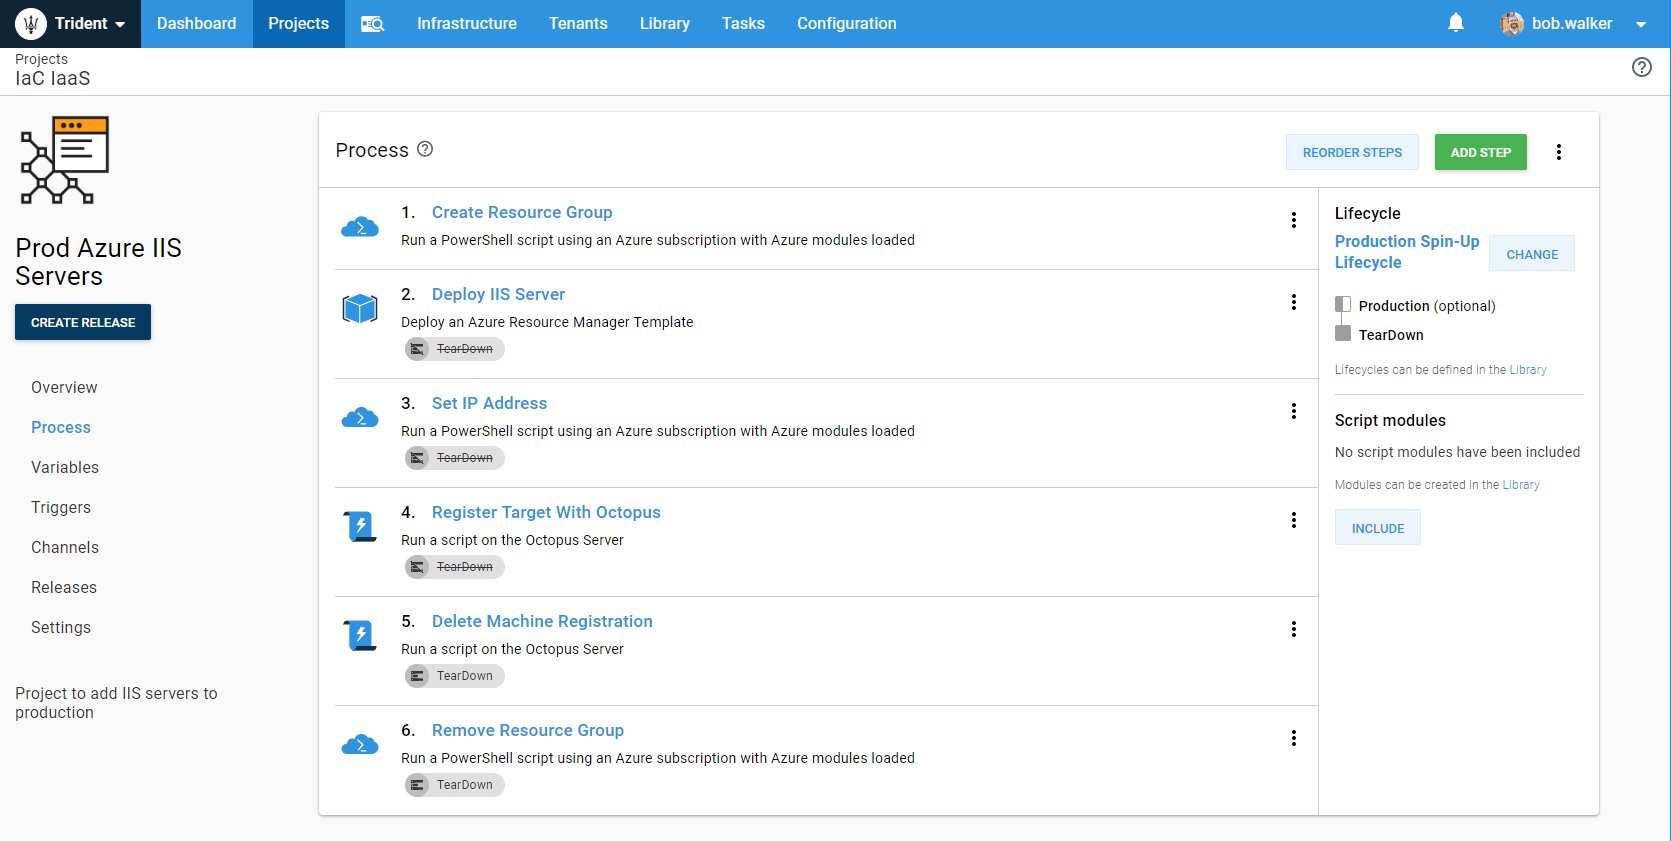 Trident Dashboard Projects Infrastructure Tenants Library Tasks Configuration bob.walker
Projects
IaC IaaS
Prod Azure IIS
Servers
CREATE RELEASE
Overview
Process
Variables
Triggers
Channels
Releases
Settings
Project to add IIS servers to
production
Process
REORDER STEPS
ADD STEP
1. Create Resource Group
Run a PowerShell script using an Azure subscription with Azure modules loaded
2. Deploy IIS Server
Deploy an Azure Resource Manager Template
TearDown
3. Set IP Address
Run a PowerShell script using an Azure subscription with Azure modules loaded
TearDown
4. Register Target With Octopus
Run a script on the Octopus Server
TearDown
5. Delete Machine Registration
Run a script on the Octopus Server
TearDown
6. Remove Resource Group
Run a PowerShell script using an Azure subscription with Azure modules loaded
TearDown
Lifecycle
Production Spin-Up
Lifecycle
CHANGE
Production (optional)
TearDown
Lifecycles can be defined in the Library
Script modules
No script modules have been included
Modules can be created in the Library
INCLUDE